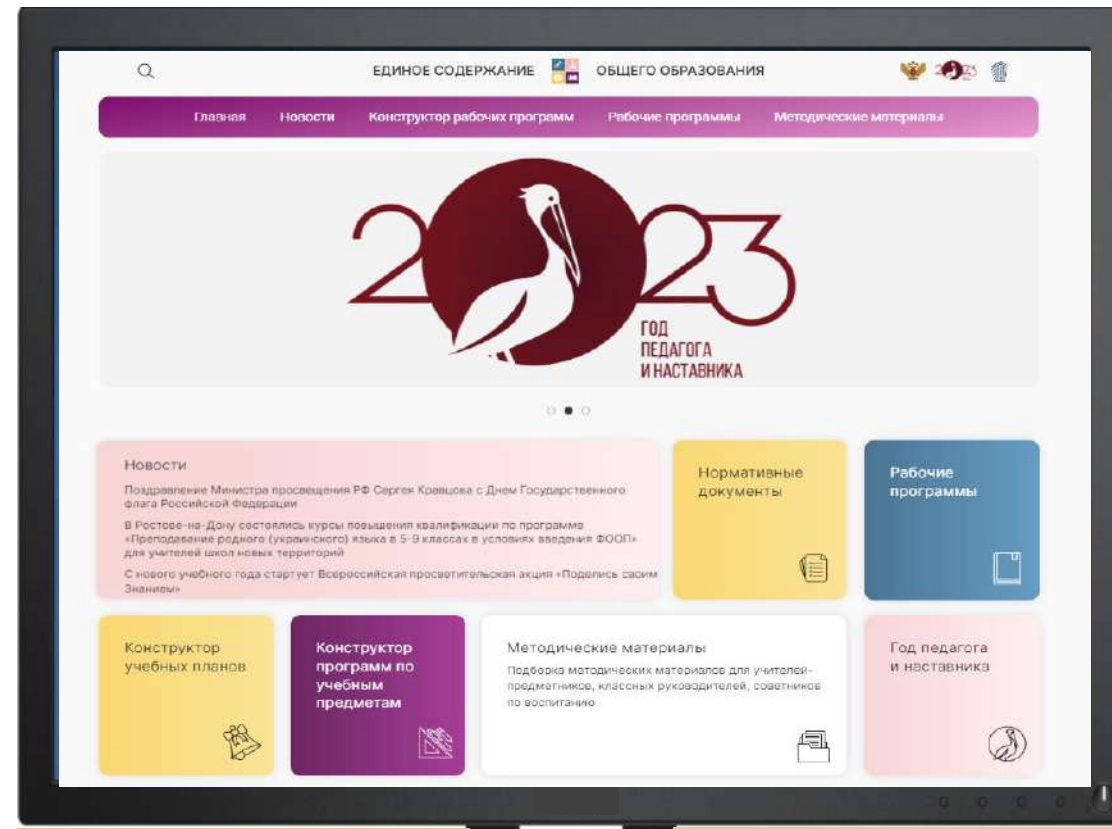 ЕДИНОЕ СОДЕРЖАНИЕ ОБЩЕГО ОБРАЗОВАНИЯ
2023
Главная Новости Конструктор рабочих программ Рабочие программы Методические материалы
2023
ГОД
ПЕДАГОГА
И НАСТАВНИКА
Новости
Поздравление Министра просвещения РФ Сергея Кравцова с Днем Государственного
флага Российской Федерации
В Ростове-на-Дону состоялись курсы повышения квалификации по программе
«Преподавание родного (украинского) языка в 5-9 классах в условиях введения ФООП»
для учителей школ новых территорий
С нового учебного года стартует Всероссийская просветительская акция «Поделись своим
Знанием»
Нормативные
документы
Рабочие
программы
Конструктор
учебных планов
Конструктор
программ по
учебным
предметам
Методические материалы
Подборка методических материалов для учителей-
предметников, классных руководителей, советников
по воспитанию
Год педагога
и наставника